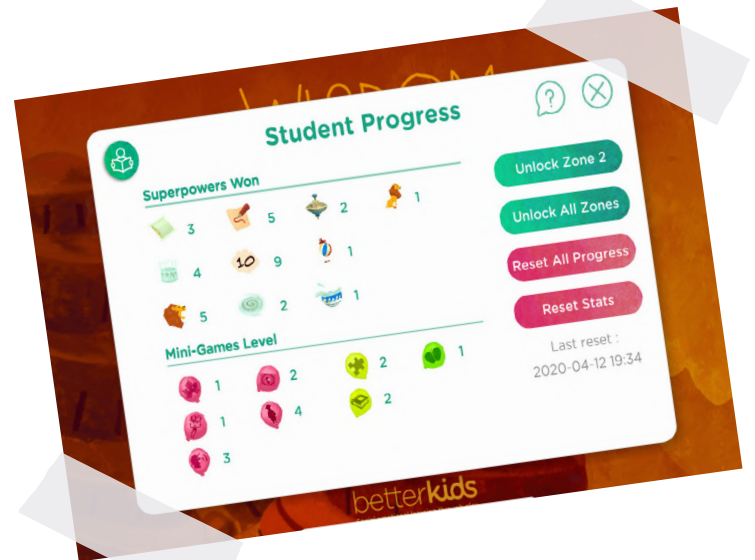 WISDOM
Student Progress
Superpowers Won
3 5 2 1
4 10 9 1
5 2 1
Mini-Games Level
1 2 2 1
1 4 2
3
Unlock Zone 2
Unlock All Zones
Reset All Progress
Reset Stats
Last reset :
2020-04-12 19:34
betterkids